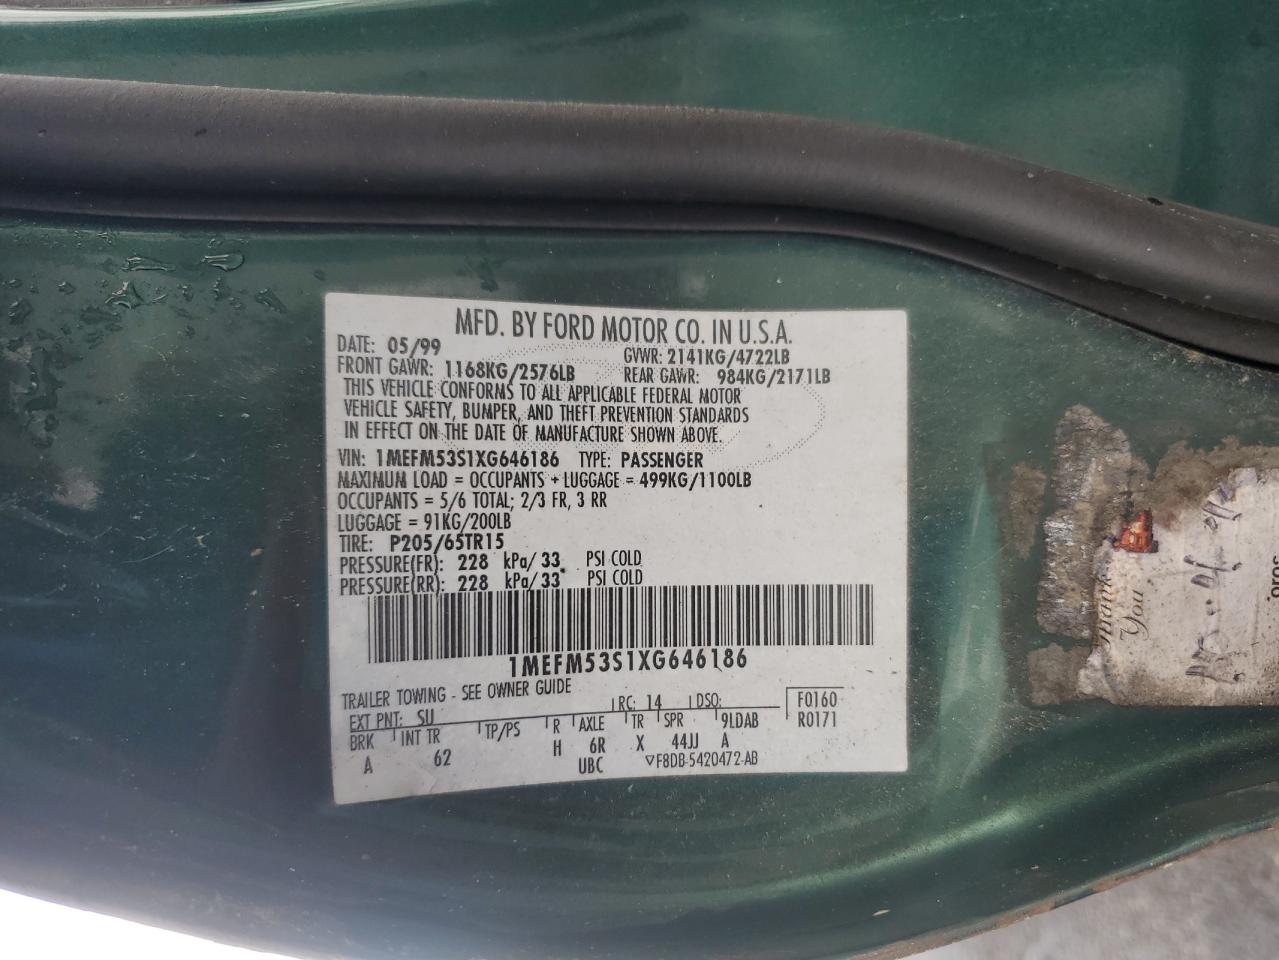 MFD. BY FORD MOTOR CO. IN U.S.A.
DATE: 05/99 GVWR: 2141KG/4722LB
FRONT GAWR: 1168KG/2576LB REAR GAWR: 984KG/2171LB
THIS VEHICLE CONFORMS TO ALL APPLICABLE FEDERAL MOTOR
VEHICLE SAFETY, BUMPER, AND THEFT PREVENTION STANDARDS
IN EFFECT ON THE DATE OF MANUFACTURE SHOWN ABOVE.
VIN: 1MEFM53S1XG646186 TYPE: PASSENGER
MAXIMUM LOAD = OCCUPANTS + LUGGAGE = 499KG/1100LB
OCCUPANTS = 5/6 TOTAL; 2/3 FR, 3 RR
LUGGAGE = 91KG/200LB
TIRE: P205/65TR15
PRESSURE(FR): 228 kPa/33 PSI COLD
PRESSURE(RR): 228 kPa/33 PSI COLD
1MEFM53S1XG646186
TRAILER TOWING - SEE OWNER GUIDE
EXT PNT: SU RC: 14 DSO: F0160
BRK INT TR TP/PS R AXLE TR SPR 9LDAB R0171
A 62 H 6R X 44JJ A
UBC ▽F8DB-5420472-AB
Thank
You